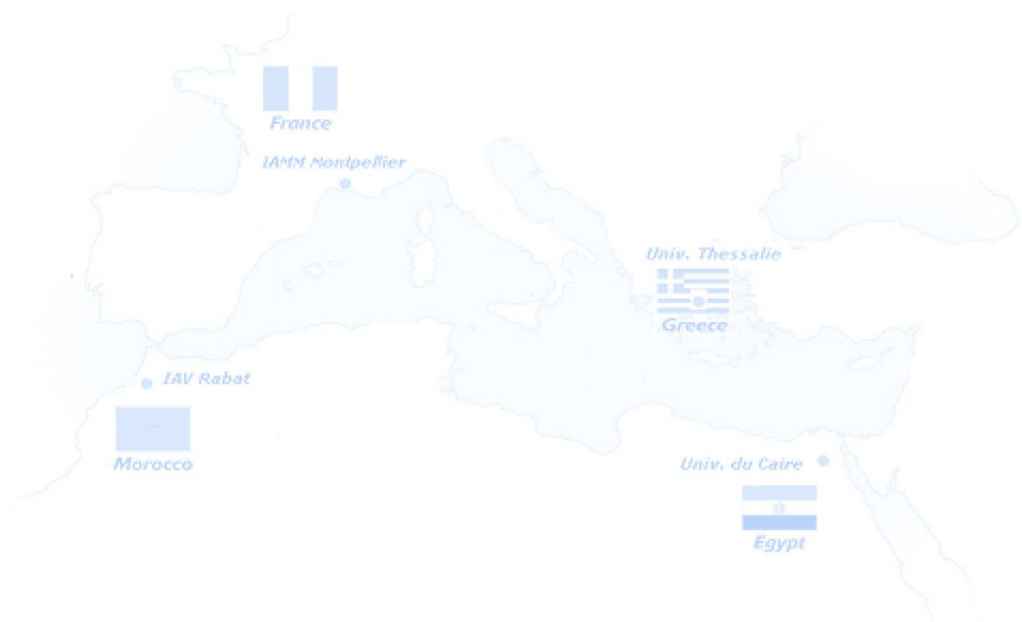 France
IAMM Montpellier
Univ. Thessalie
Greece
IAV Rabat
Morocco
Univ. du Caire
Egypt